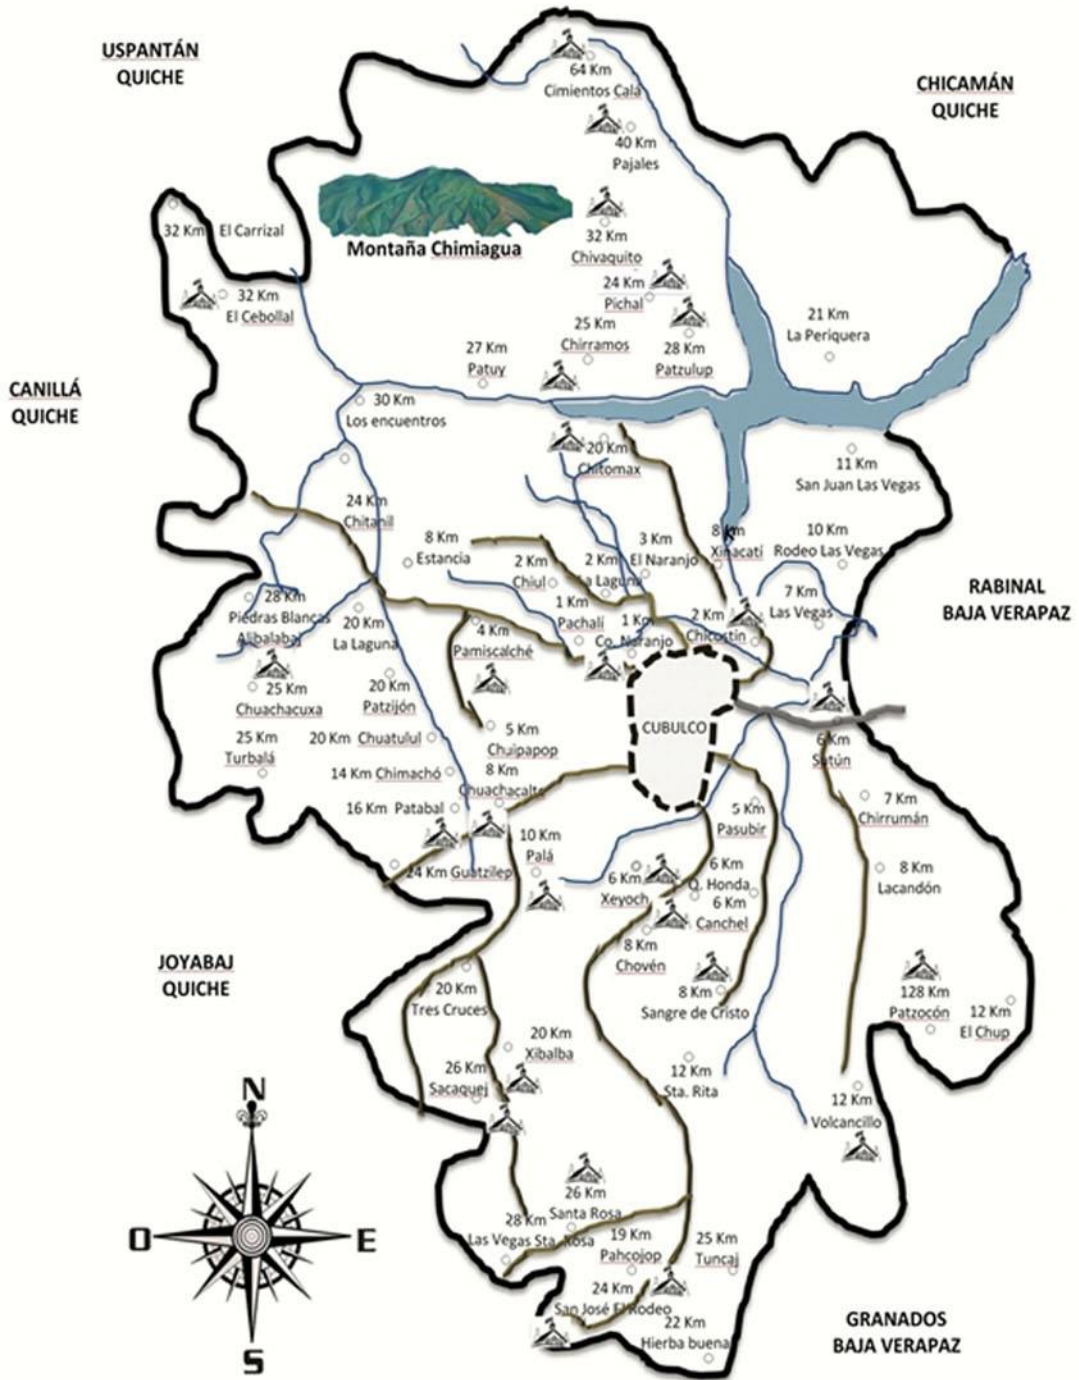 USPANTÁN
QUICHE
CHICAMÁN
QUICHE
64 Km
Cimientos Calá
40 Km
Pajales
Montaña Chimiagua
32 Km
El Carrizal
32 Km
Chivaquito
32 Km
El Cebollal
24 Km
Pichal
21 Km
La Periquera
25 Km
Chirramos
28 Km
Patzulup
27 Km
Patuy
CANILLÁ
QUICHE
30 Km
Los encuentros
20 Km
Chitomax
11 Km
San Juan Las Vegas
24 Km
Chitanil
8 Km
Estancia
3 Km
El Naranjo
8 Km
Xinacatí
10 Km
Rodeo Las Vegas
2 Km
Chiul
2 Km
La Laguna
28 Km
Piedras Blancas
Alibalabaj
1 Km
Pachalí
7 Km
Las Vegas
RABINAL
BAJA VERAPAZ
20 Km
La Laguna
4 Km
Pamiscalché
1 Km
Co. Naranjo
2 Km
Chicostin
25 Km
Chuachacuxa
20 Km
Patzijón
CUBULCO
5 Km
Chuipapop
6 Km
Sutún
25 Km
Turbalá
20 Km Chuatulul
14 Km Chimachó
8 Km
Chuachacalte
16 Km Patabal
5 Km
Pasubir
7 Km
Chirrumán
10 Km
Palá
24 Km Guatzilep
6 Km
Xeyoch
6 Km
Q. Honda
8 Km
Lacandón
6 Km
Canchel
8 Km
Chovén
JOYABAJ
QUICHE
20 Km
Tres Cruces
8 Km
Sangre de Cristo
128 Km
Patzocón
12 Km
El Chup
20 Km
Xibalba
26 Km
Sacaquej
12 Km
Sta. Rita
12 Km
Volcancillo
N
O
E
S
26 Km
Santa Rosa
28 Km
Las Vegas Sta. Rosa
19 Km
Pahcojop
25 Km
Tuncaj
24 Km
San José El Rodeo
22 Km
Hierba buena
GRANADOS
BAJA VERAPAZ